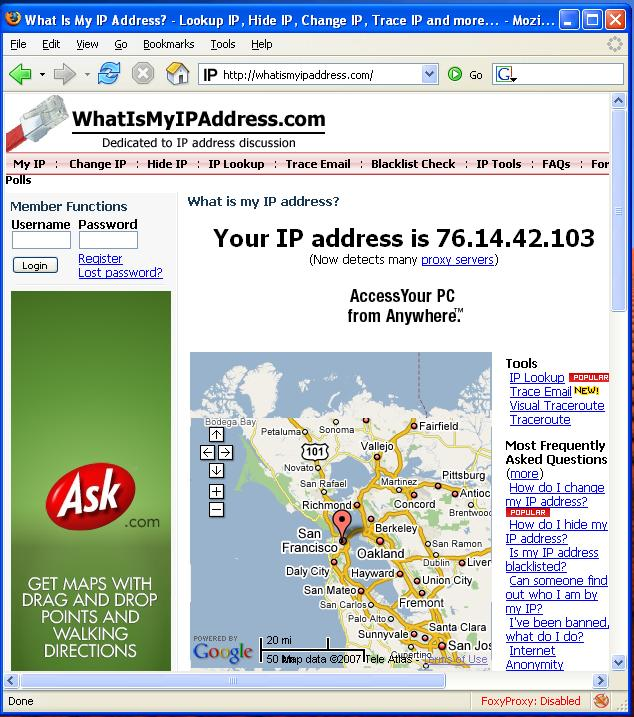 What Is My IP Address? - Lookup IP, Hide IP, Change IP, Trace IP and more... - Mozi...
File Edit View Go Bookmarks Tools Help
IP http://whatismyipaddress.com/ Go G
WhatIsMyIPAddress.com
Dedicated to IP address discussion
My IP : Change IP : Hide IP : IP Lookup : Trace Email : Blacklist Check : IP Tools : FAQs : For
Polls
Member Functions
Username Password
Login
Register
Lost password?
Ask.com
GET MAPS WITH
DRAG AND DROP
POINTS AND
WALKING
DIRECTIONS
What is my IP address?
Your IP address is 76.14.42.103
(Now detects many proxy servers)
AccessYour PC
from Anywhere.™
Bodega Bay
Petaluma
Sonoma
Fairfield
101
Vallejo
Novato
San Rafael
Martinez
Pittsburg
Antioc
Concord
Richmond
Brentwood
Berkeley
San
Francisco
Oakland
San Ramon
Daly City
Hayward
Dublin
Liver
San Mateo
Union City
San Carlos
Fremont
Palo Alto
Santa Clara
Sunnyvale
San Jos
Cupertino
POWERED BY
Google
20 mi
50 km
Map data ©2007 Tele Atlas - Terms of Use
Tools
IP Lookup POPULAR
Trace Email NEW!
Visual Traceroute
Traceroute
Most Frequently
Asked Questions
(more)
How do I change
my IP address?
POPULAR
How do I hide my
IP address?
Is my IP address
blacklisted?
Can someone find
out who I am by
my IP?
I've been banned,
what do I do?
Internet
Anonymity
Done
FoxyProxy: Disabled